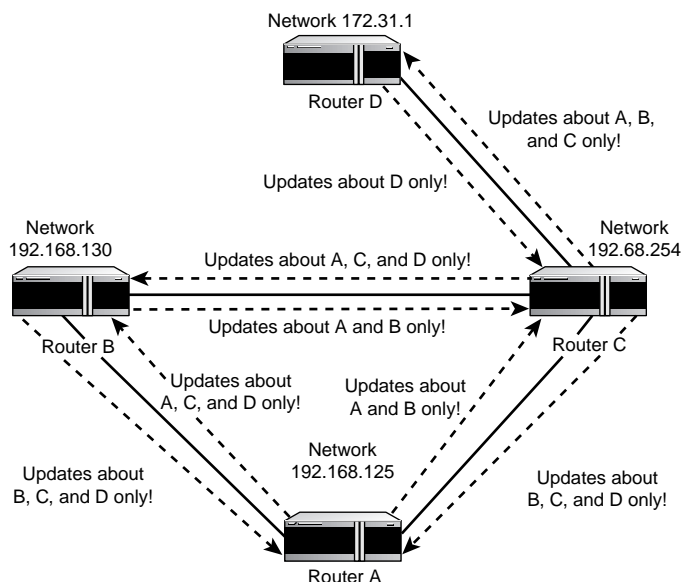 Network 172.31.1
Router D
Updates about A, B,
and C only!
Updates about D only!
Network
192.168.130
Network
192.68.254
Updates about A, C, and D only!
Updates about A and B only!
Router B
Router C
Updates about
A, C, and D only!
Updates about
A and B only!
Network
192.168.125
Updates about
B, C, and D only!
Updates about
B, C, and D only!
Router A